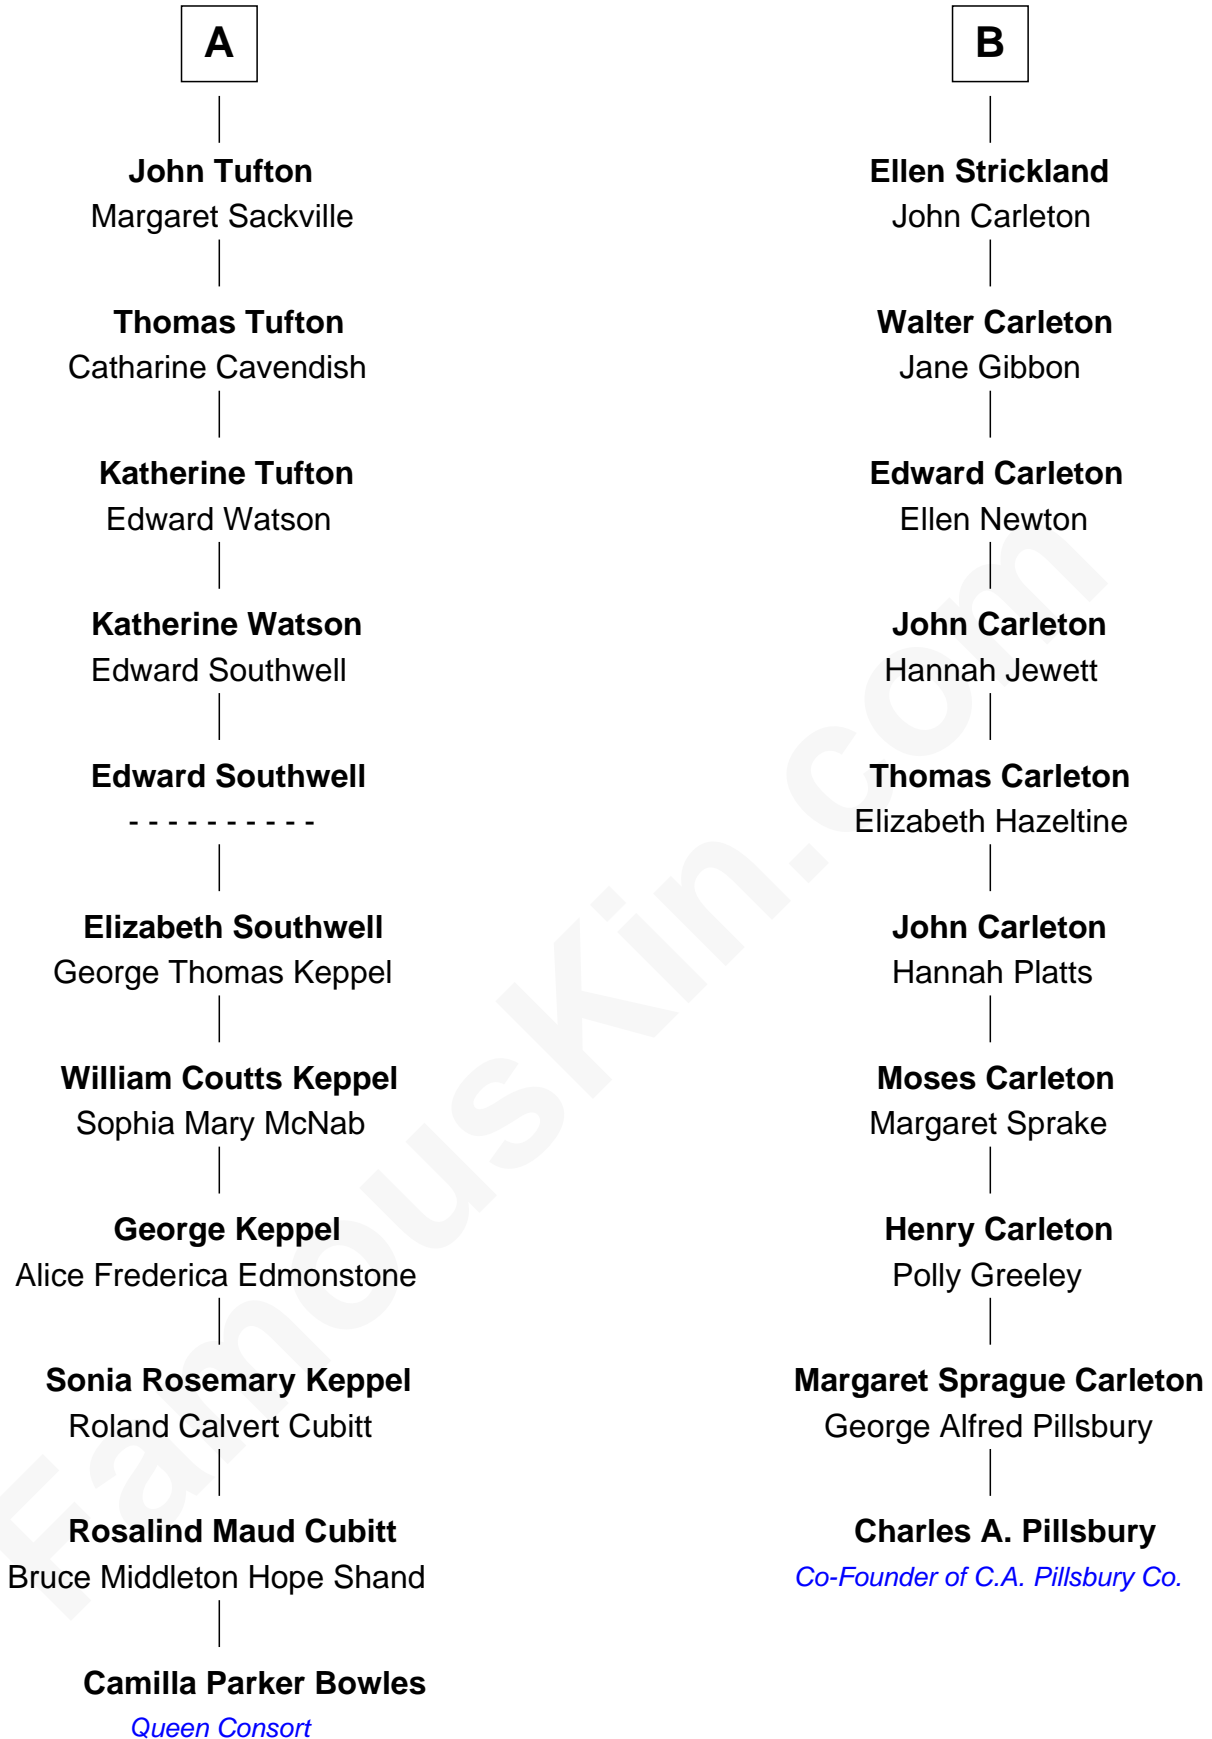 A
John Tufton
Margaret Sackville
Thomas Tufton
Catharine Cavendish
Katherine Tufton
Edward Watson
Katherine Watson
Edward Southwell
Edward Southwell
- - - - - - - - - -
Elizabeth Southwell
George Thomas Keppel
William Coutts Keppel
Sophia Mary McNab
George Keppel
Alice Frederica Edmonstone
Sonia Rosemary Keppel
Roland Calvert Cubitt
Rosalind Maud Cubitt
Bruce Middleton Hope Shand
Camilla Parker Bowles
Queen Consort
B
Ellen Strickland
John Carleton
Walter Carleton
Jane Gibbon
Edward Carleton
Ellen Newton
John Carleton
Hannah Jewett
Thomas Carleton
Elizabeth Hazeltine
John Carleton
Hannah Platts
Moses Carleton
Margaret Sprake
Henry Carleton
Polly Greeley
Margaret Sprague Carleton
George Alfred Pillsbury
Charles A. Pillsbury
Co-Founder of C.A. Pillsbury Co.
FamousKin.com